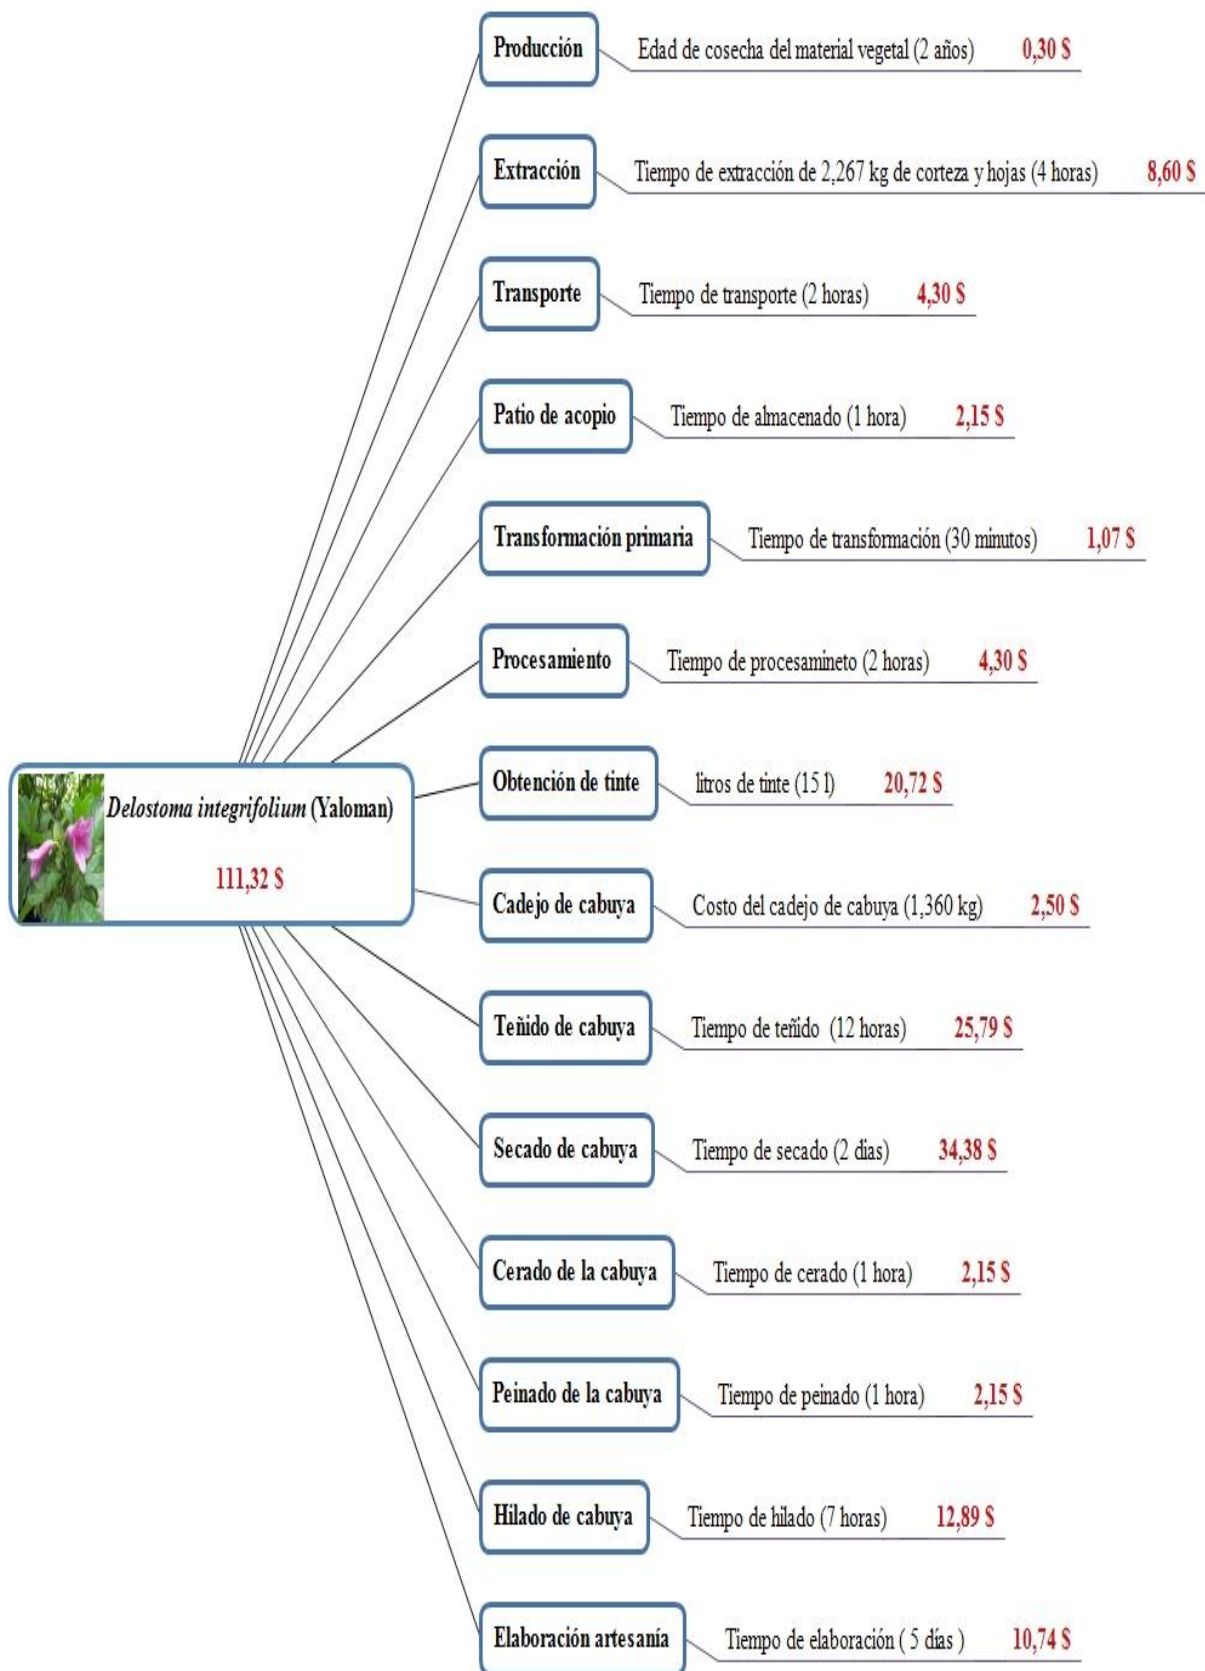 Producción
Edad de cosecha del material vegetal (2 años) 0,30 $
Extracción
Tiempo de extracción de 2,267 kg de corteza y hojas (4 horas) 8,60 $
Transporte
Tiempo de transporte (2 horas) 4,30 $
Patio de acopio
Tiempo de almacenado (1 hora) 2,15 $
Transformación primaria
Tiempo de transformación (30 minutos) 1,07 $
Procesamiento
Tiempo de procesamineto (2 horas) 4,30 $
Delostoma integrifolium (Yaloman)
111,32 $
Obtención de tinte
litros de tinte (15 l) 20,72 $
Cadejo de cabuya
Costo del cadejo de cabuya (1,360 kg) 2,50 $
Teñido de cabuya
Tiempo de teñido (12 horas) 25,79 $
Secado de cabuya
Tiempo de secado (2 dias) 34,38 $
Cerado de la cabuya
Tiempo de cerado (1 hora) 2,15 $
Peinado de la cabuya
Tiempo de peinado (1 hora) 2,15 $
Hilado de cabuya
Tiempo de hilado (7 horas) 12,89 $
Elaboración artesanía
Tiempo de elaboración ( 5 días ) 10,74 $